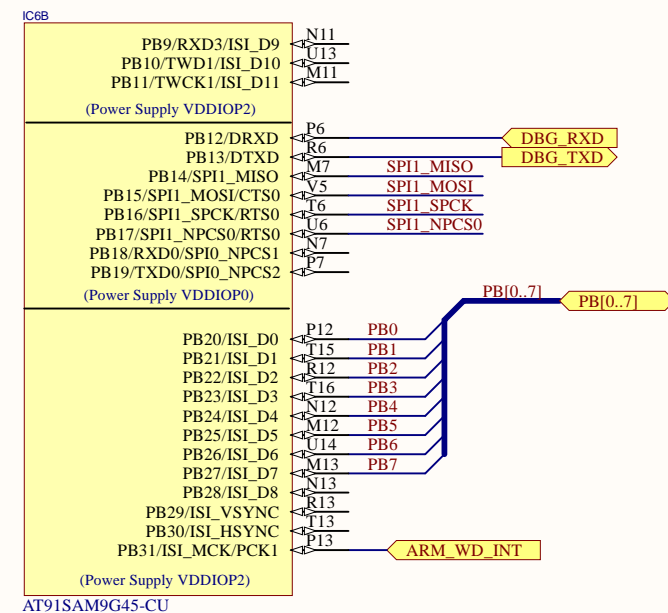 IC6B
PB9/RXD3/ISI_D9 N11
PB10/TWD1/ISI_D10 U13
PB11/TWCK1/ISI_D11 M11
(Power Supply VDDIOP2)
PB12/DRXD P6 DBG_RXD
PB13/DTXD R6 DBG_TXD
PB14/SPI1_MISO M7 SPI1_MISO
PB15/SPI1_MOSI/CTS0 V5 SPI1_MOSI
PB16/SPI1_SPCK/RTS0 T6 SPI1_SPCK
PB17/SPI1_NPCS0/RTS0 U6 SPI1_NPCS0
PB18/RXD0/SPI0_NPCS1 N7
PB19/TXD0/SPI0_NPCS2 P7
(Power Supply VDDIOP0)
PB[0..7] PB[0..7]
PB20/ISI_D0 P12 PB0
PB21/ISI_D1 T15 PB1
PB22/ISI_D2 R12 PB2
PB23/ISI_D3 T16 PB3
PB24/ISI_D4 N12 PB4
PB25/ISI_D5 M12 PB5
PB26/ISI_D6 U14 PB6
PB27/ISI_D7 M13 PB7
PB28/ISI_D8 N13
PB29/ISI_VSYNC R13
PB30/ISI_HSYNC T13
PB31/ISI_MCK/PCK1 P13 ARM_WD_INT
(Power Supply VDDIOP2)
AT91SAM9G45-CU